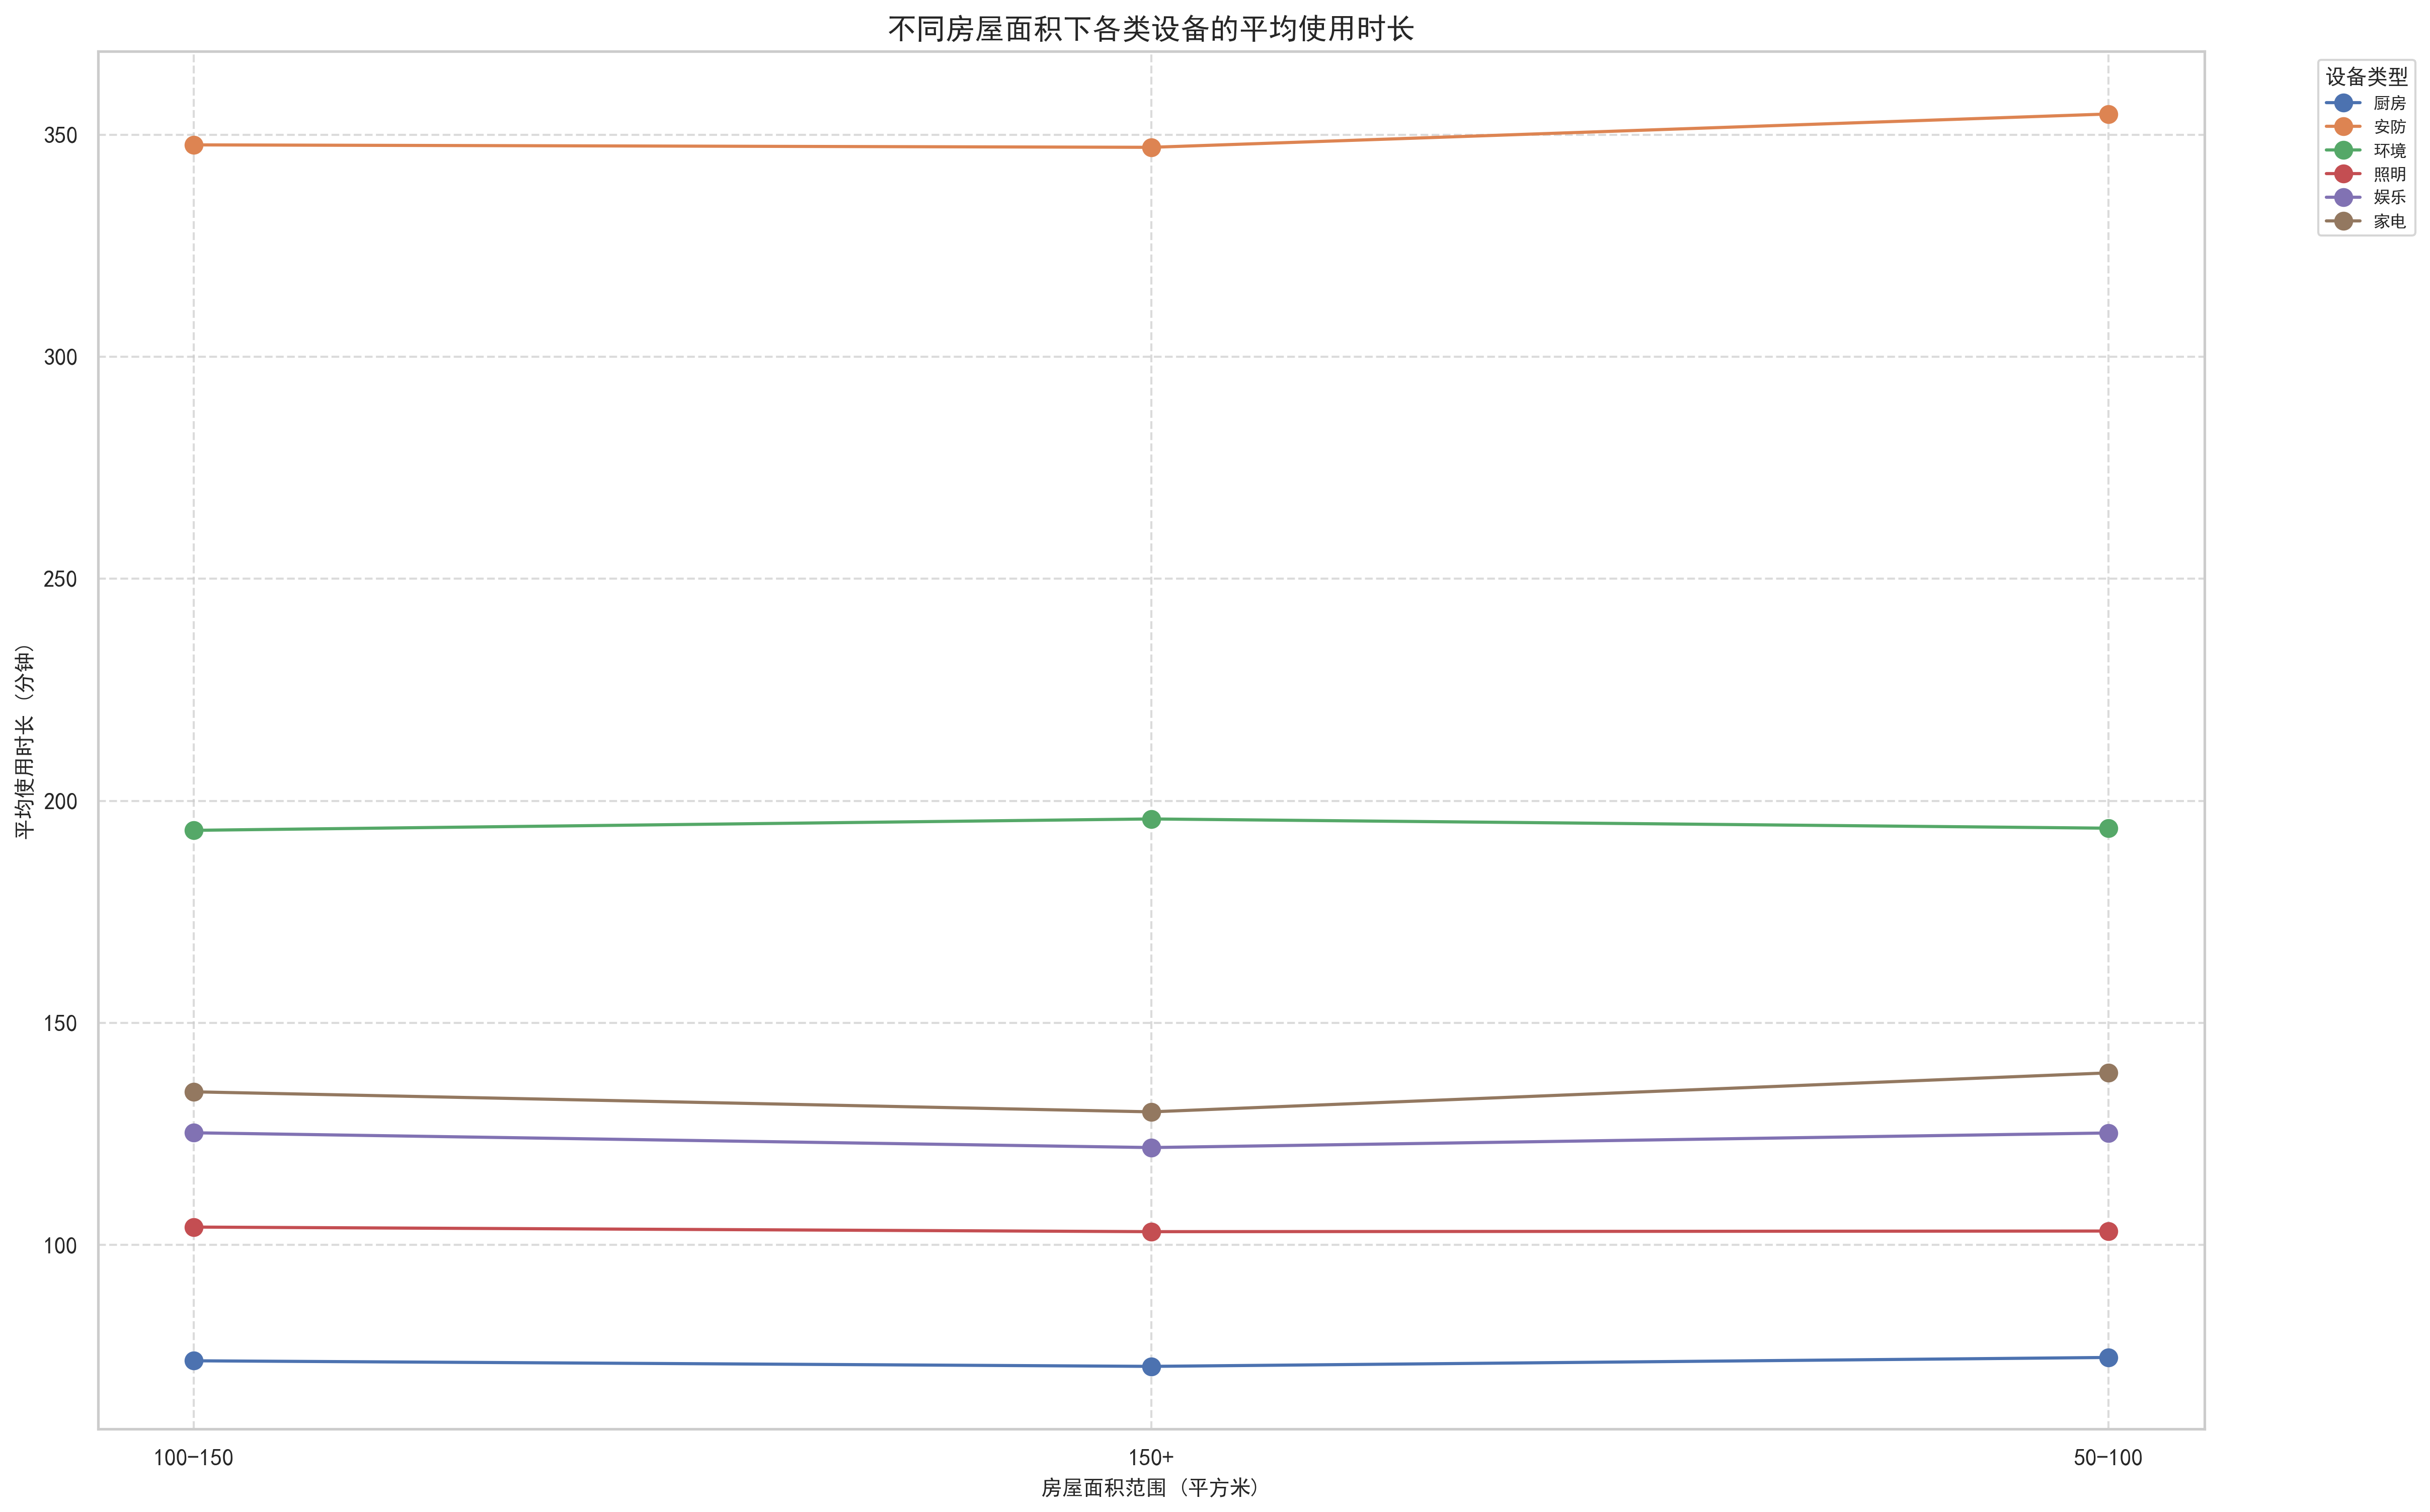 不同房屋面积下各类设备的平均使用时长
设备类型
厨房
安防
环境
照明
娱乐
家电
平均使用时长（分钟）
350
300
250
200
150
100
100-150
150+
50-100
房屋面积范围（平方米）